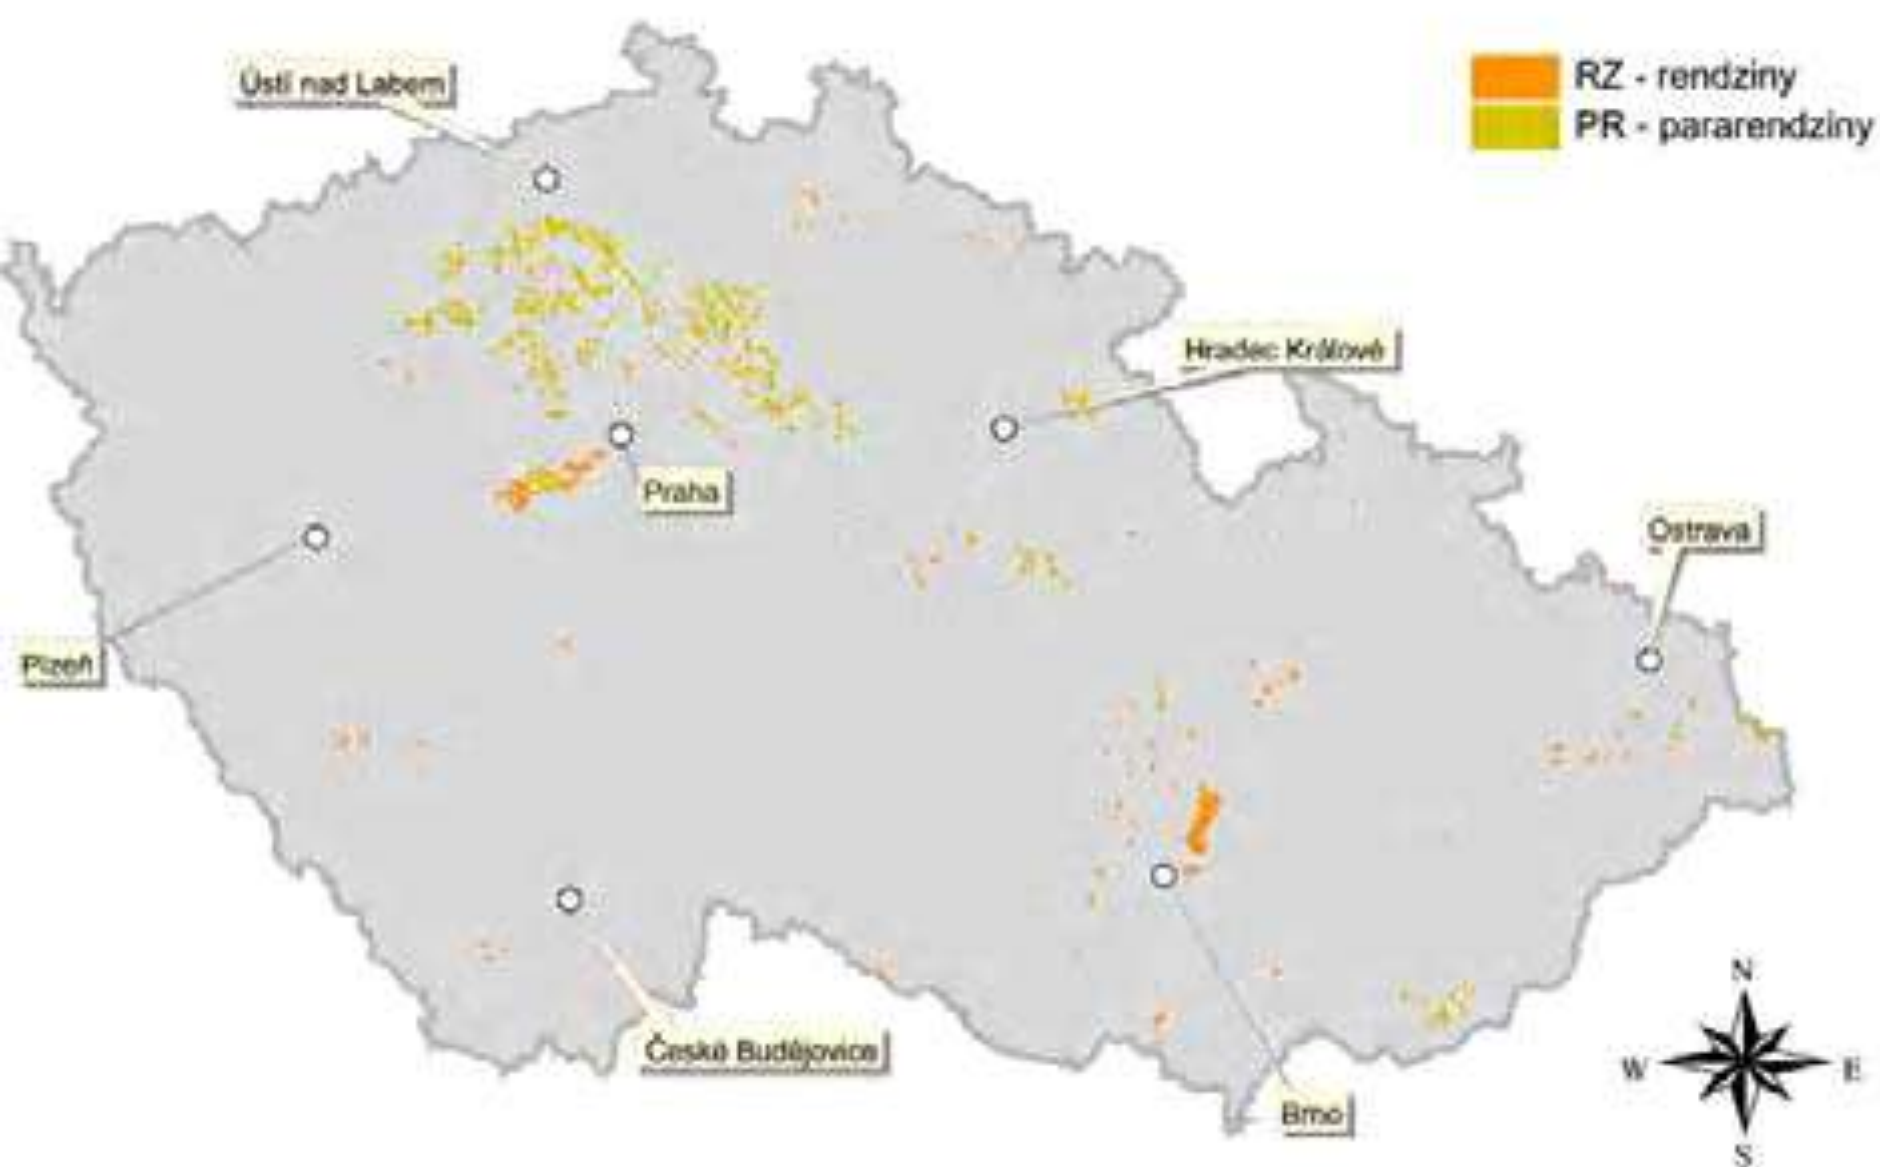 Ústí nad Labem
RZ - rendziny
PR - pararendziny
Hradec Králové
Praha
Ostrava
Plzeň
České Budějovice
Brno
N
W
E
S